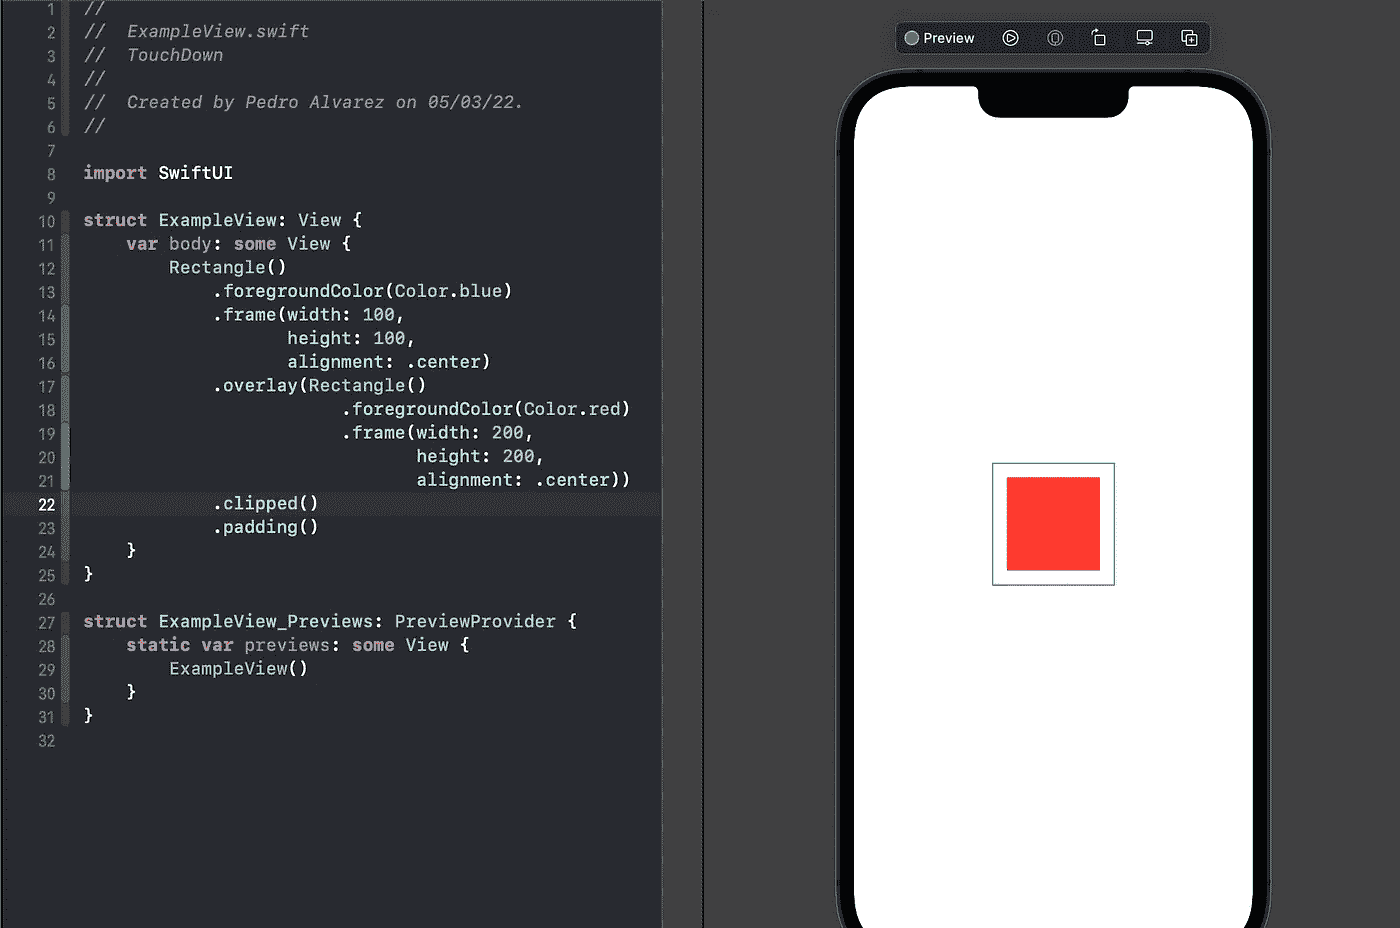 1 //
2 //  ExampleView.swift
3 //  TouchDown
4 //
5 //  Created by Pedro Alvarez on 05/03/22.
6 //
7
8 import SwiftUI
9
10 struct ExampleView: View {
11     var body: some View {
12         Rectangle()
13             .foregroundColor(Color.blue)
14             .frame(width: 100,
15                    height: 100,
16                    alignment: .center)
17             .overlay(Rectangle()
18                         .foregroundColor(Color.red)
19                         .frame(width: 200,
20                                height: 200,
21                                alignment: .center))
22             .clipped()
23             .padding()
24     }
25 }
26
27 struct ExampleView_Previews: PreviewProvider {
28     static var previews: some View {
29         ExampleView()
30     }
31 }
32
Preview